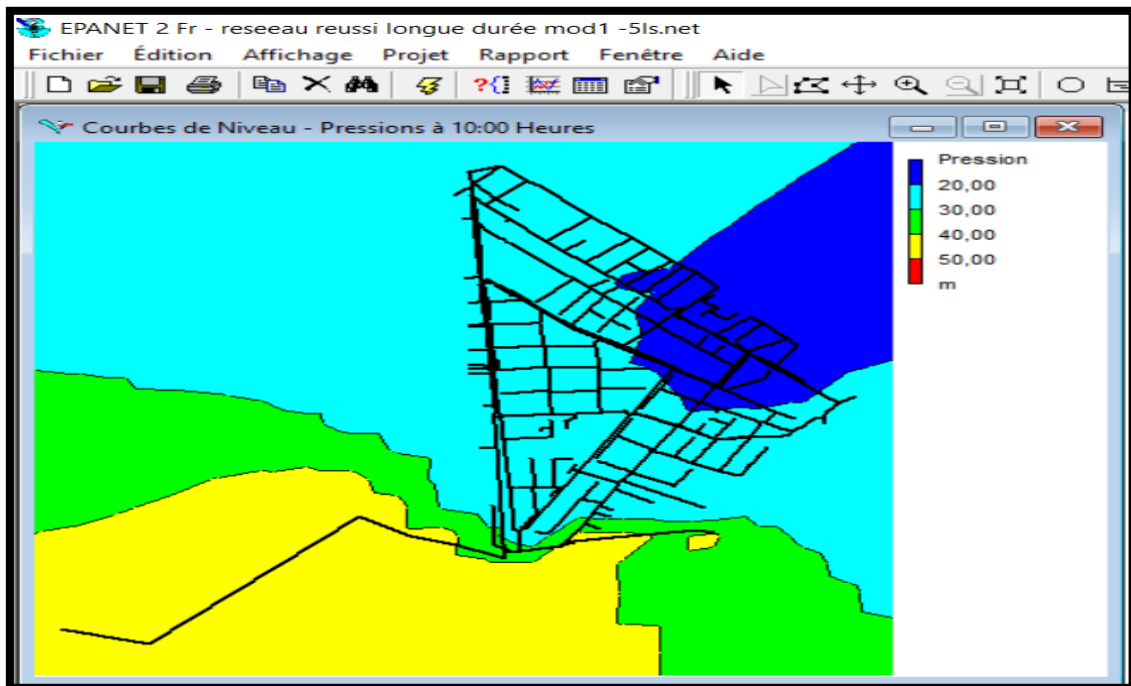 EPANET 2 Fr - reseeau reussi longue durée mod1 -5ls.net
Fichier Édition Affichage Projet Rapport Fenêtre Aide
Courbes de Niveau - Pressions à 10:00 Heures
Pression
20,00
30,00
40,00
50,00
m